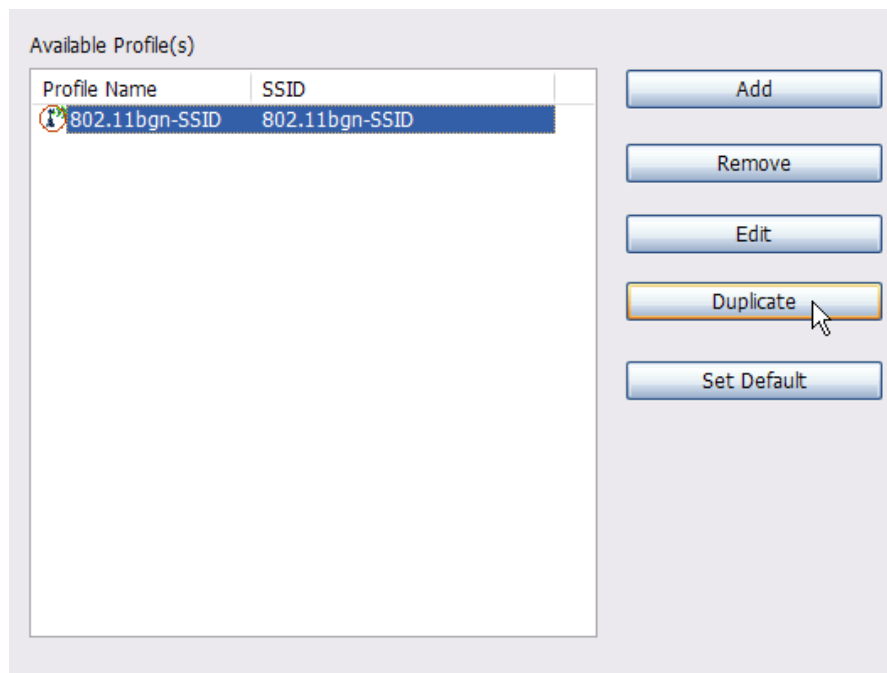 Available Profile(s)
Profile Name SSID
802.11bgn-SSID 802.11bgn-SSID
Add
Remove
Edit
Duplicate
Set Default